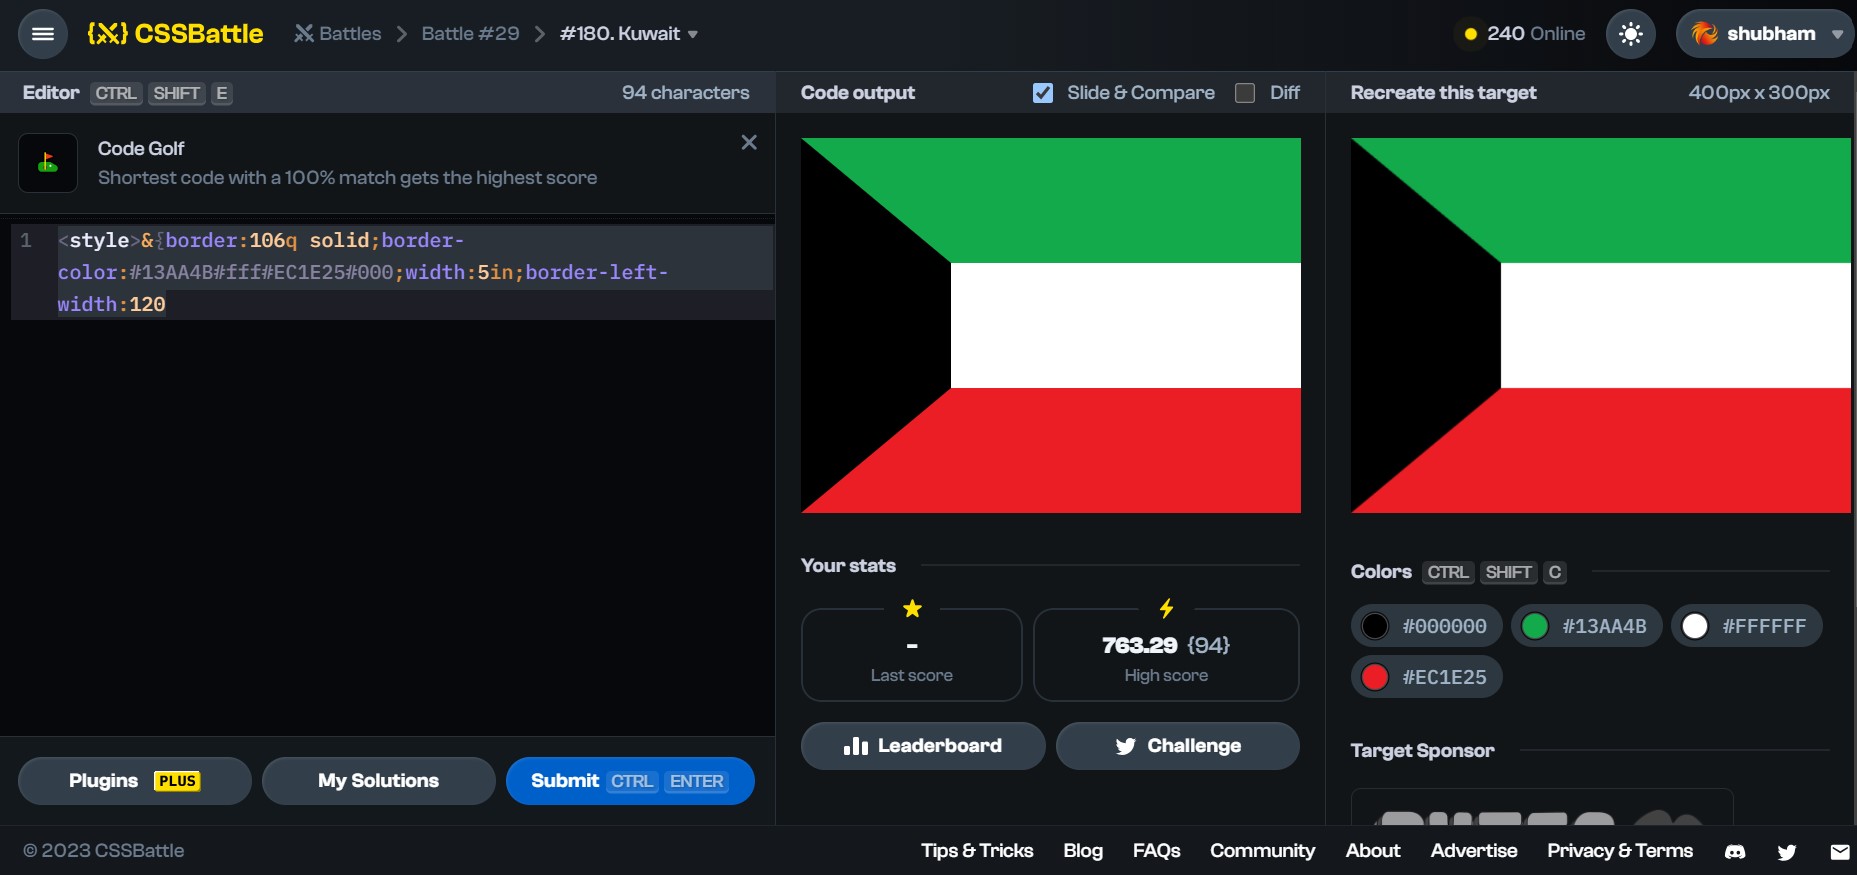 {X} CSSBattle
Battles
Battle #29
#180. Kuwait
240 Online
shubham
Editor CTRL SHIFT E
94 characters
Code output
Slide & Compare
Diff
Recreate this target
400px x 300px
Code Golf
Shortest code with a 100% match gets the highest score
1
<style>&{border:106q solid;border-
color:#13AA4B#fff#EC1E25#000;width:5in;border-left-
width:120
Your stats
-
Last score
763.29 {94}
High score
Leaderboard
Challenge
Colors CTRL SHIFT C
#000000
#13AA4B
#FFFFFF
#EC1E25
Target Sponsor
Plugins PLUS
My Solutions
Submit CTRL ENTER
© 2023 CSSBattle
Tips & Tricks
Blog
FAQs
Community
About
Advertise
Privacy & Terms